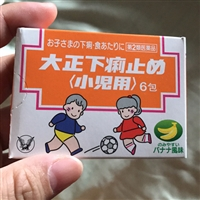 お子さまの下痢・食あたりに 第2類医薬品
大正下痢止め
〈小児用〉 6包
のみやすい
バナナ風味